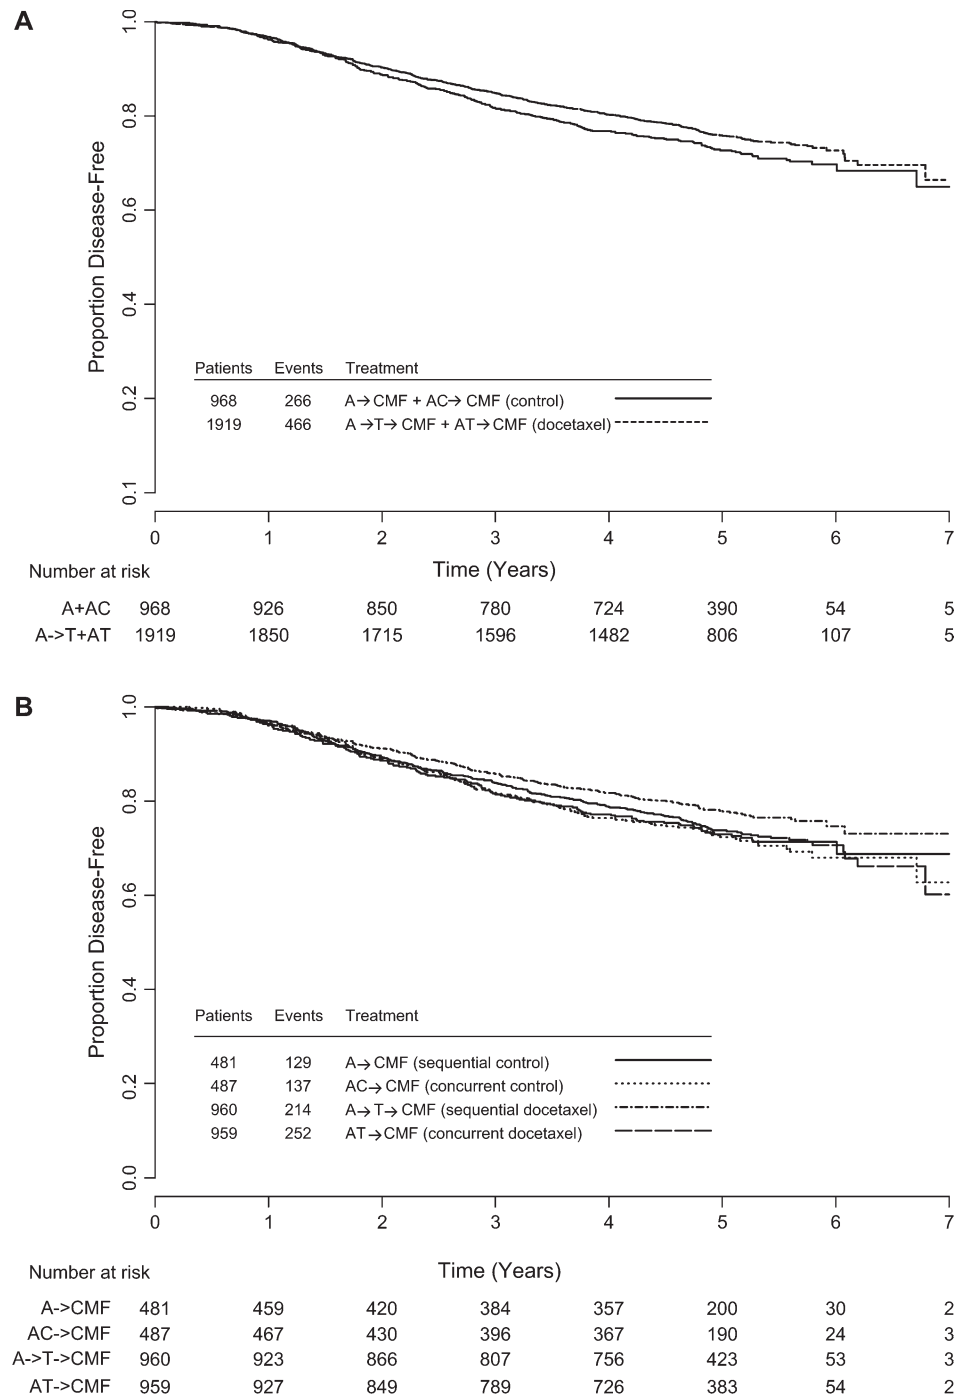 A
1.0
0.8
0.6
0.4
0.2
0.1
Proportion Disease-Free
Patients Events Treatment
968 266 A→CMF + AC→ CMF (control)
1919 466 A →T→ CMF + AT→CMF (docetaxel)
0 1 2 3 4 5 6 7
Number at risk Time (Years)
A+AC 968 926 850 780 724 390 54 5
A->T+AT 1919 1850 1715 1596 1482 806 107 5
B
1.0
0.8
0.6
0.4
0.2
0.0
Proportion Disease-Free
Patients Events Treatment
481 129 A→CMF (sequential control)
487 137 AC→CMF (concurrent control)
960 214 A→T→CMF (sequential docetaxel)
959 252 AT→CMF (concurrent docetaxel)
0 1 2 3 4 5 6 7
Number at risk Time (Years)
A->CMF 481 459 420 384 357 200 30 2
AC->CMF 487 467 430 396 367 190 24 3
A->T->CMF 960 923 866 807 756 423 53 3
AT->CMF 959 927 849 789 726 383 54 2